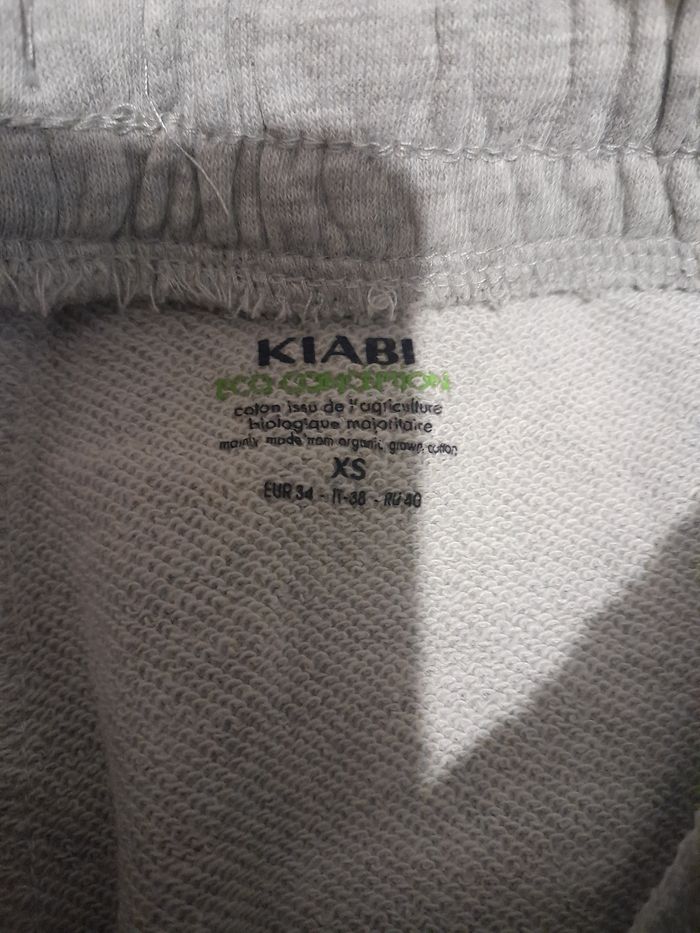 KIABI
ECO CONCEPTION
coton issu de l'agriculture
biologique majoritaire
mainly made from organic grown cotton
XS
EUR 34 - IT-38 - RU 40